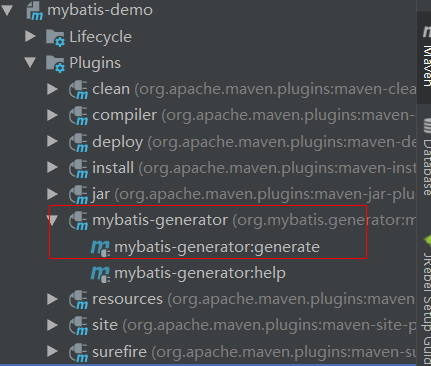 mybatis-demo
Lifecycle
Plugins
clean (org.apache.maven.plugins:maven-clea
compiler (org.apache.maven.plugins:maven-
deploy (org.apache.maven.plugins:maven-de
install (org.apache.maven.plugins:maven-inst
jar (org.apache.maven.plugins:maven-jar-plu
mybatis-generator (org.mybatis.generator:m
mybatis-generator:generate
mybatis-generator:help
resources (org.apache.maven.plugins:maven
site (org.apache.maven.plugins:maven-site-p
surefire (org.apache.maven.plugins:maven-su
Maven
Database
JRebel Setup Guid